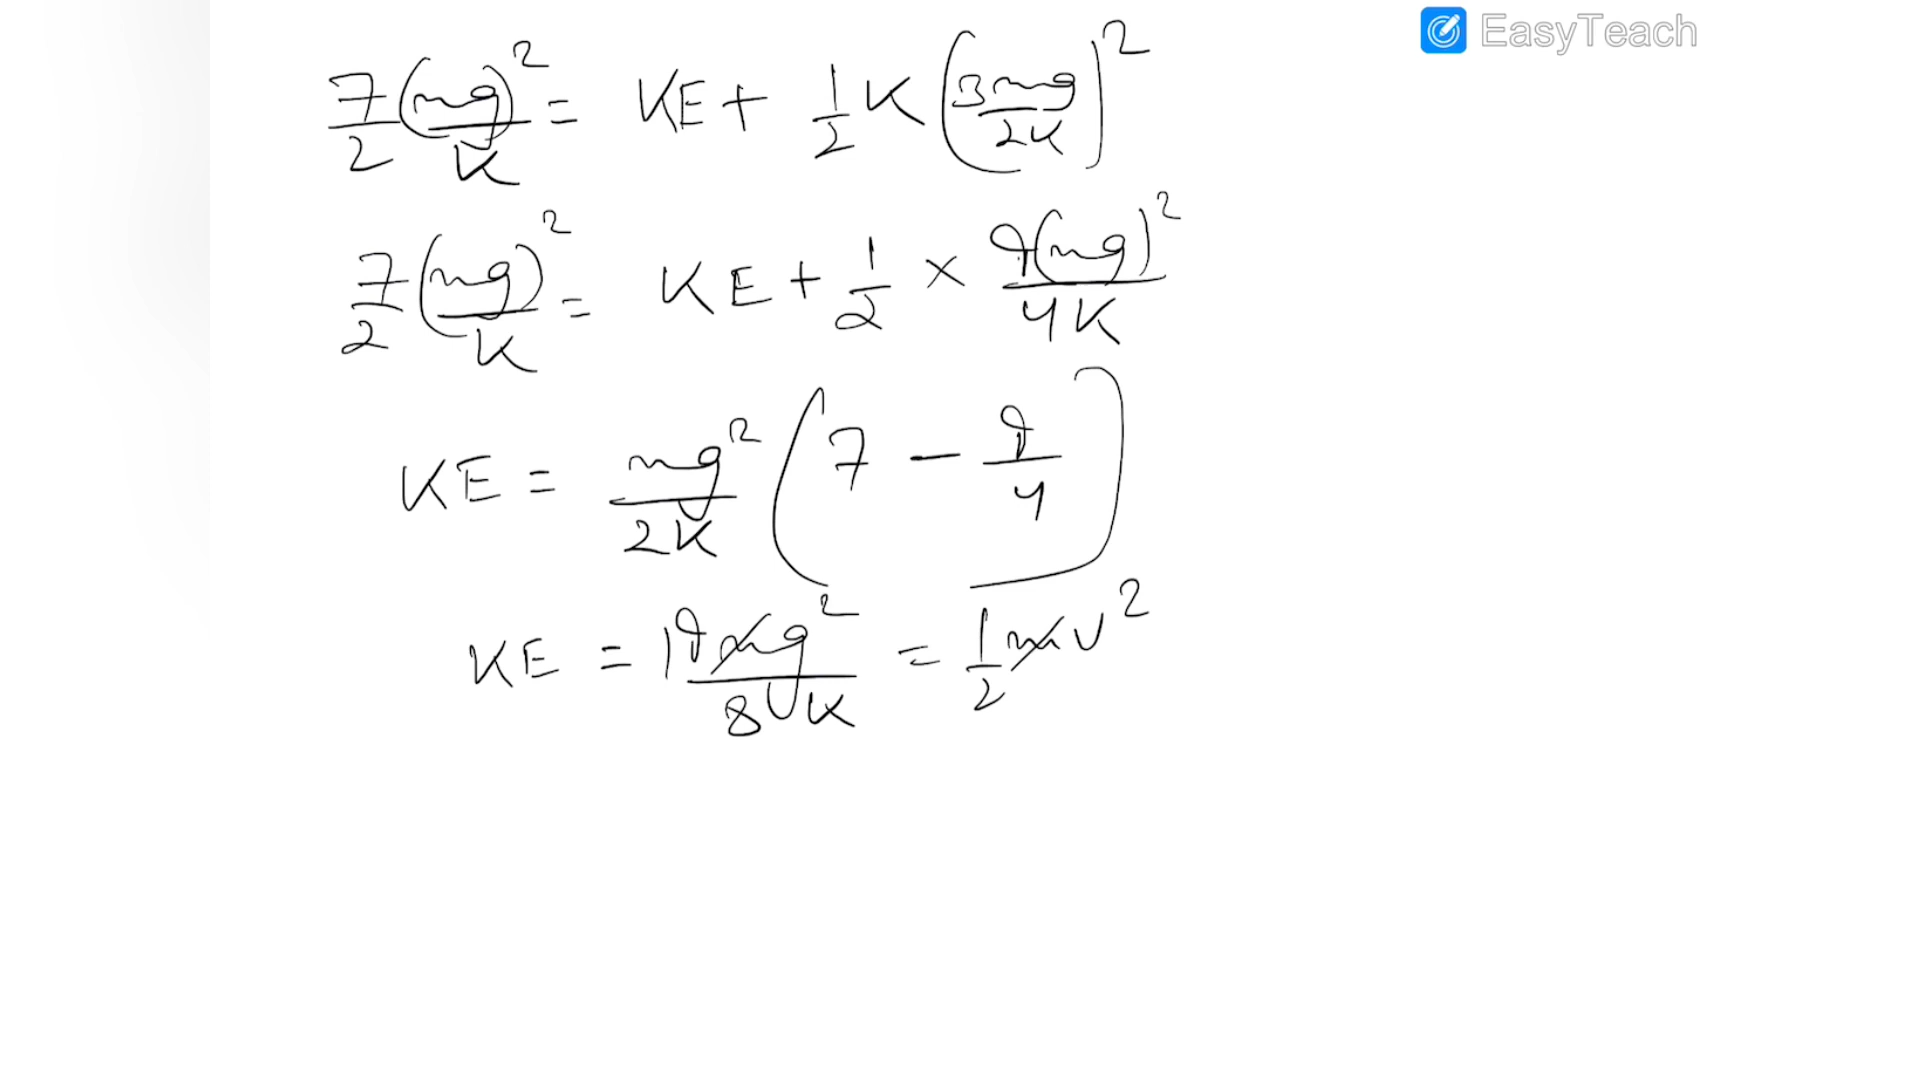 EasyTeach
7/2 (mg)²/K = KE + 1/2 K (3mg/2K)²
7/2 (mg)²/K = KE + 1/2 × 9(mg)²/4K
KE = mg²/2K (7 - 9/4)
KE = 19mg²/8K = 1/2 mv²